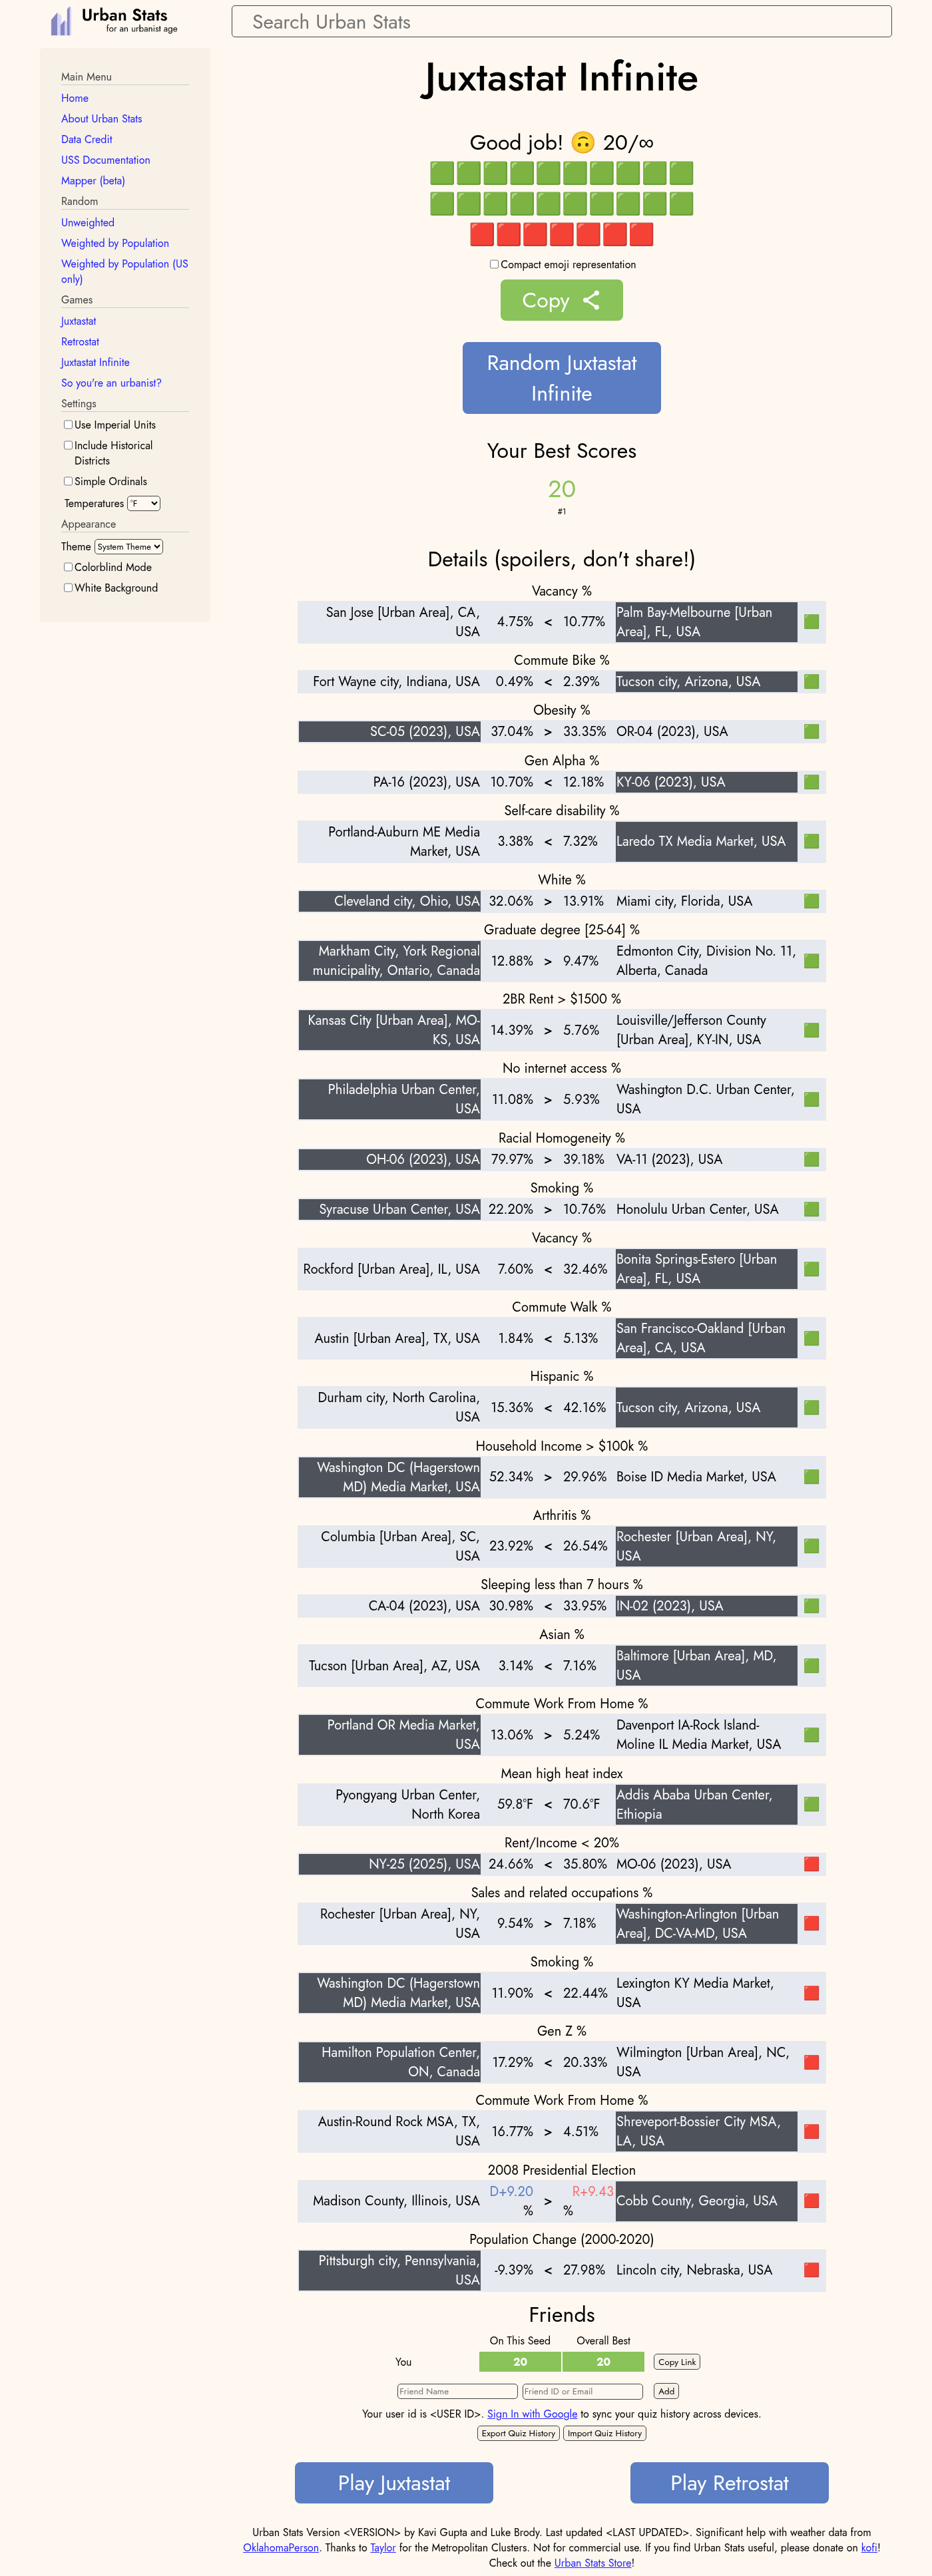 Urban Stats
for an urbanist age
Search Urban Stats
Main Menu
Home
About Urban Stats
Data Credit
USS Documentation
Mapper (beta)
Random
Unweighted
Weighted by Population
Weighted by Population (US
only)
Games
Juxtastat
Retrostat
Juxtastat Infinite
So you're an urbanist?
Settings
Use Imperial Units
Include Historical
Districts
Simple Ordinals
Temperatures °F
Appearance
Theme System Theme
Colorblind Mode
White Background
Juxtastat Infinite
Good job! 🙃 20/∞
Compact emoji representation
Copy
Random Juxtastat
Infinite
Your Best Scores
20
#1
Details (spoilers, don't share!)
Vacancy %
San Jose [Urban Area], CA,
USA
4.75% < 10.77%
Palm Bay-Melbourne [Urban
Area], FL, USA
Commute Bike %
Fort Wayne city, Indiana, USA 0.49% < 2.39% Tucson city, Arizona, USA
Obesity %
SC-05 (2023), USA 37.04% > 33.35% OR-04 (2023), USA
Gen Alpha %
PA-16 (2023), USA 10.70% < 12.18% KY-06 (2023), USA
Self-care disability %
Portland-Auburn ME Media
Market, USA
3.38% < 7.32% Laredo TX Media Market, USA
White %
Cleveland city, Ohio, USA 32.06% > 13.91% Miami city, Florida, USA
Graduate degree [25-64] %
Markham City, York Regional
municipality, Ontario, Canada
12.88% > 9.47%
Edmonton City, Division No. 11,
Alberta, Canada
2BR Rent > $1500 %
Kansas City [Urban Area], MO-
KS, USA
14.39% > 5.76%
Louisville/Jefferson County
[Urban Area], KY-IN, USA
No internet access %
Philadelphia Urban Center,
USA
11.08% > 5.93%
Washington D.C. Urban Center,
USA
Racial Homogeneity %
OH-06 (2023), USA 79.97% > 39.18% VA-11 (2023), USA
Smoking %
Syracuse Urban Center, USA 22.20% > 10.76% Honolulu Urban Center, USA
Vacancy %
Rockford [Urban Area], IL, USA 7.60% < 32.46%
Bonita Springs-Estero [Urban
Area], FL, USA
Commute Walk %
Austin [Urban Area], TX, USA 1.84% < 5.13%
San Francisco-Oakland [Urban
Area], CA, USA
Hispanic %
Durham city, North Carolina,
USA
15.36% < 42.16% Tucson city, Arizona, USA
Household Income > $100k %
Washington DC (Hagerstown
MD) Media Market, USA
52.34% > 29.96% Boise ID Media Market, USA
Arthritis %
Columbia [Urban Area], SC,
USA
23.92% < 26.54%
Rochester [Urban Area], NY,
USA
Sleeping less than 7 hours %
CA-04 (2023), USA 30.98% < 33.95% IN-02 (2023), USA
Asian %
Tucson [Urban Area], AZ, USA 3.14% < 7.16%
Baltimore [Urban Area], MD,
USA
Commute Work From Home %
Portland OR Media Market,
USA
13.06% > 5.24%
Davenport IA-Rock Island-
Moline IL Media Market, USA
Mean high heat index
Pyongyang Urban Center,
North Korea
59.8°F < 70.6°F
Addis Ababa Urban Center,
Ethiopia
Rent/Income < 20%
NY-25 (2025), USA 24.66% < 35.80% MO-06 (2023), USA
Sales and related occupations %
Rochester [Urban Area], NY,
USA
9.54% > 7.18%
Washington-Arlington [Urban
Area], DC-VA-MD, USA
Smoking %
Washington DC (Hagerstown
MD) Media Market, USA
11.90% < 22.44%
Lexington KY Media Market,
USA
Gen Z %
Hamilton Population Center,
ON, Canada
17.29% < 20.33%
Wilmington [Urban Area], NC,
USA
Commute Work From Home %
Austin-Round Rock MSA, TX,
USA
16.77% > 4.51%
Shreveport-Bossier City MSA,
LA, USA
2008 Presidential Election
Madison County, Illinois, USA
D+9.20
%
>
R+9.43
%
Cobb County, Georgia, USA
Population Change (2000-2020)
Pittsburgh city, Pennsylvania,
USA
-9.39% < 27.98% Lincoln city, Nebraska, USA
Friends
On This Seed Overall Best
You 20 20 Copy Link
Friend Name Friend ID or Email Add
Your user id is <USER ID>. Sign In with Google to sync your quiz history across devices.
Export Quiz History Import Quiz History
Play Juxtastat Play Retrostat
Urban Stats Version <VERSION> by Kavi Gupta and Luke Brody. Last updated <LAST UPDATED>. Significant help with weather data from
OklahomaPerson. Thanks to Taylor for the Metropolitan Clusters. Not for commercial use. If you find Urban Stats useful, please donate on kofi!
Check out the Urban Stats Store!